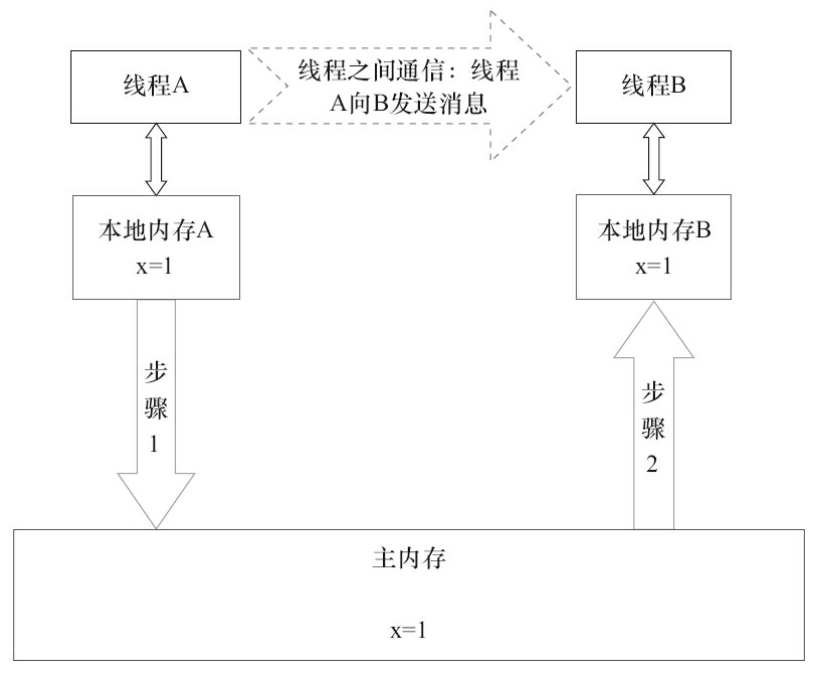 线程A
线程之间通信：线程
A向B发送消息
线程B
本地内存A
x=1
本地内存B
x=1
步
骤
1
步
骤
2
主内存
x=1